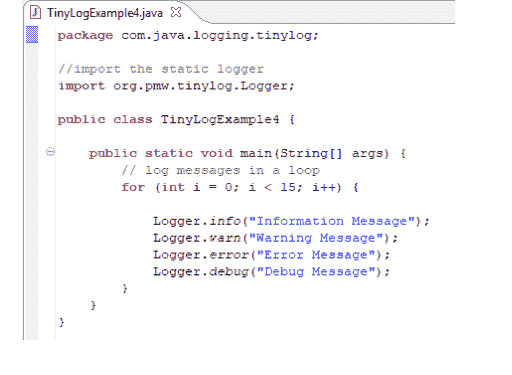 TinyLogExample4.java
package com.java.logging.tinylog;
//import the static logger
import org.pmw.tinylog.Logger;
public class TinyLogExample4 {
public static void main(String[] args) {
// log messages in a loop
for (int i = 0; i < 15; i++) {
Logger.info("Information Message");
Logger.warn("Warning Message");
Logger.error("Error Message");
Logger.debug("Debug Message");
}
}
}